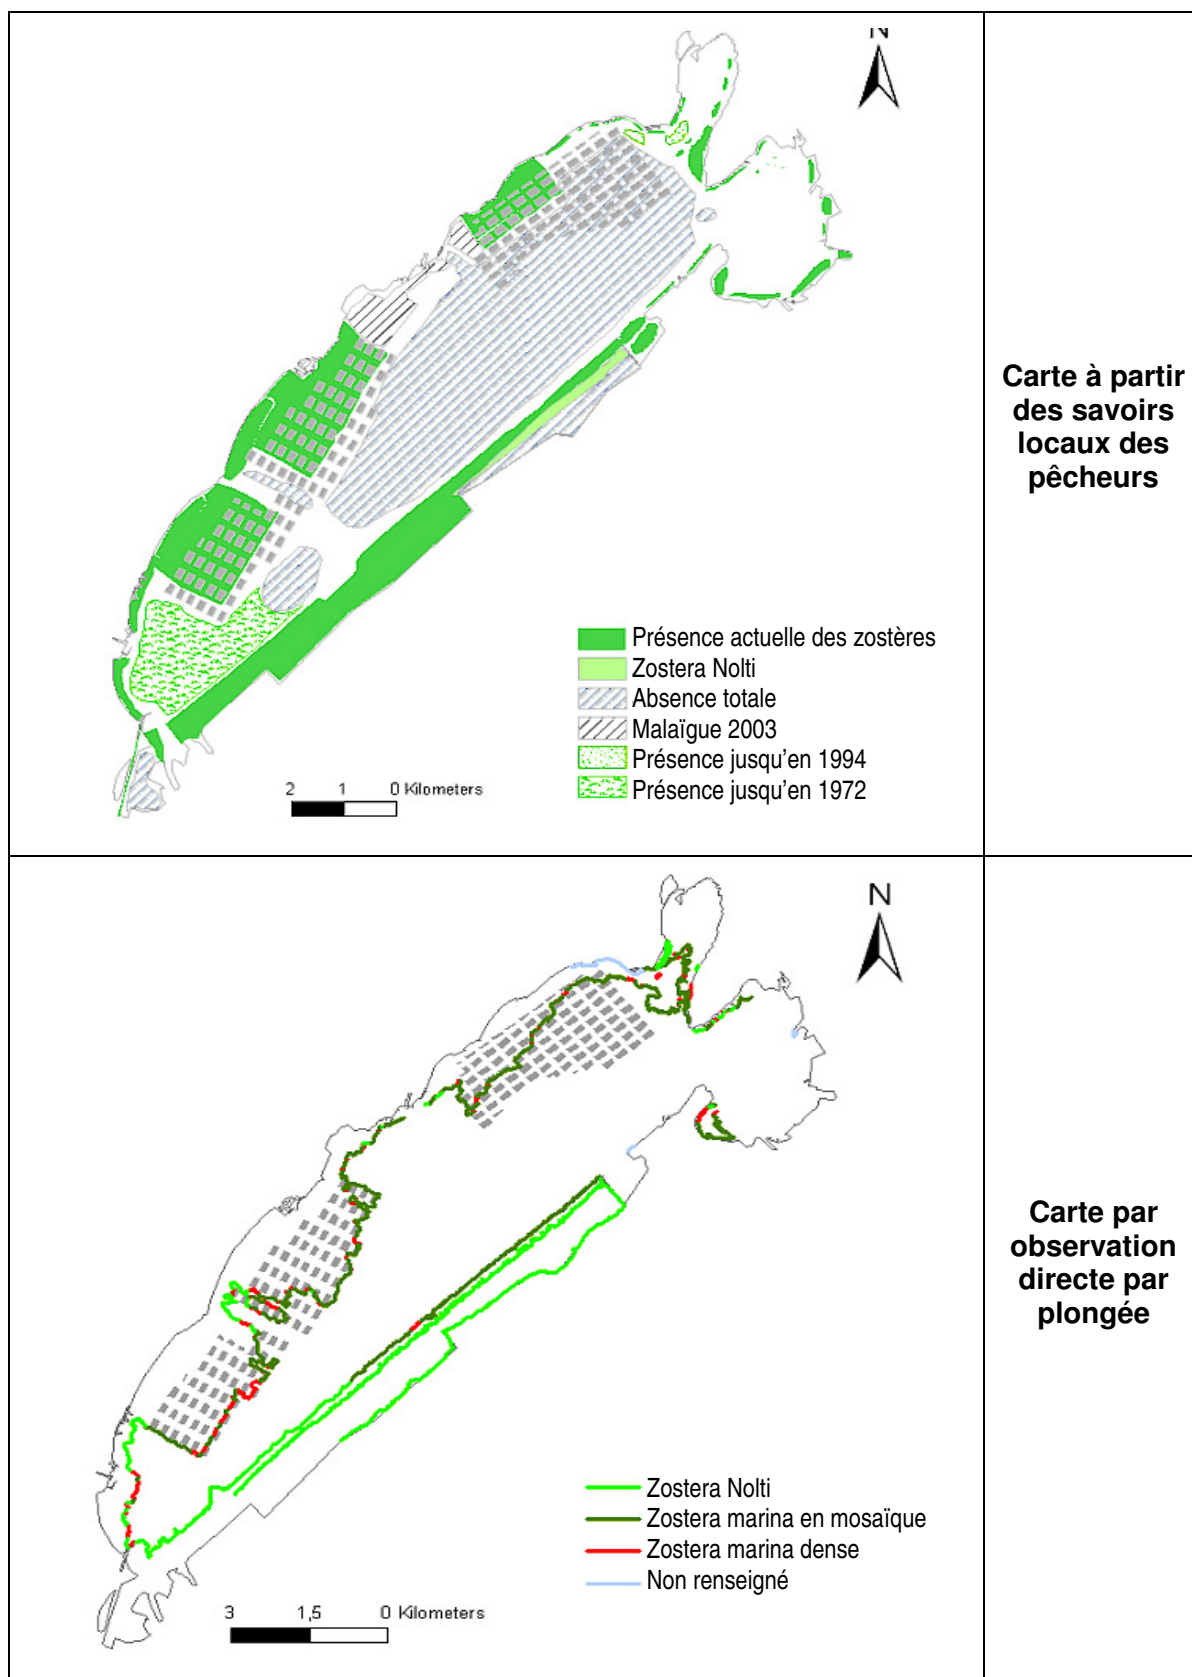 N
Carte à partir
des savoirs
locaux des
pêcheurs
Présence actuelle des zostères
Zostera Nolti
Absence totale
Malaïgue 2003
Présence jusqu'en 1994
Présence jusqu'en 1972
2 1 0 Kilometers
N
Carte par
observation
directe par
plongée
Zostera Nolti
Zostera marina en mosaïque
Zostera marina dense
Non renseigné
3 1,5 0 Kilometers